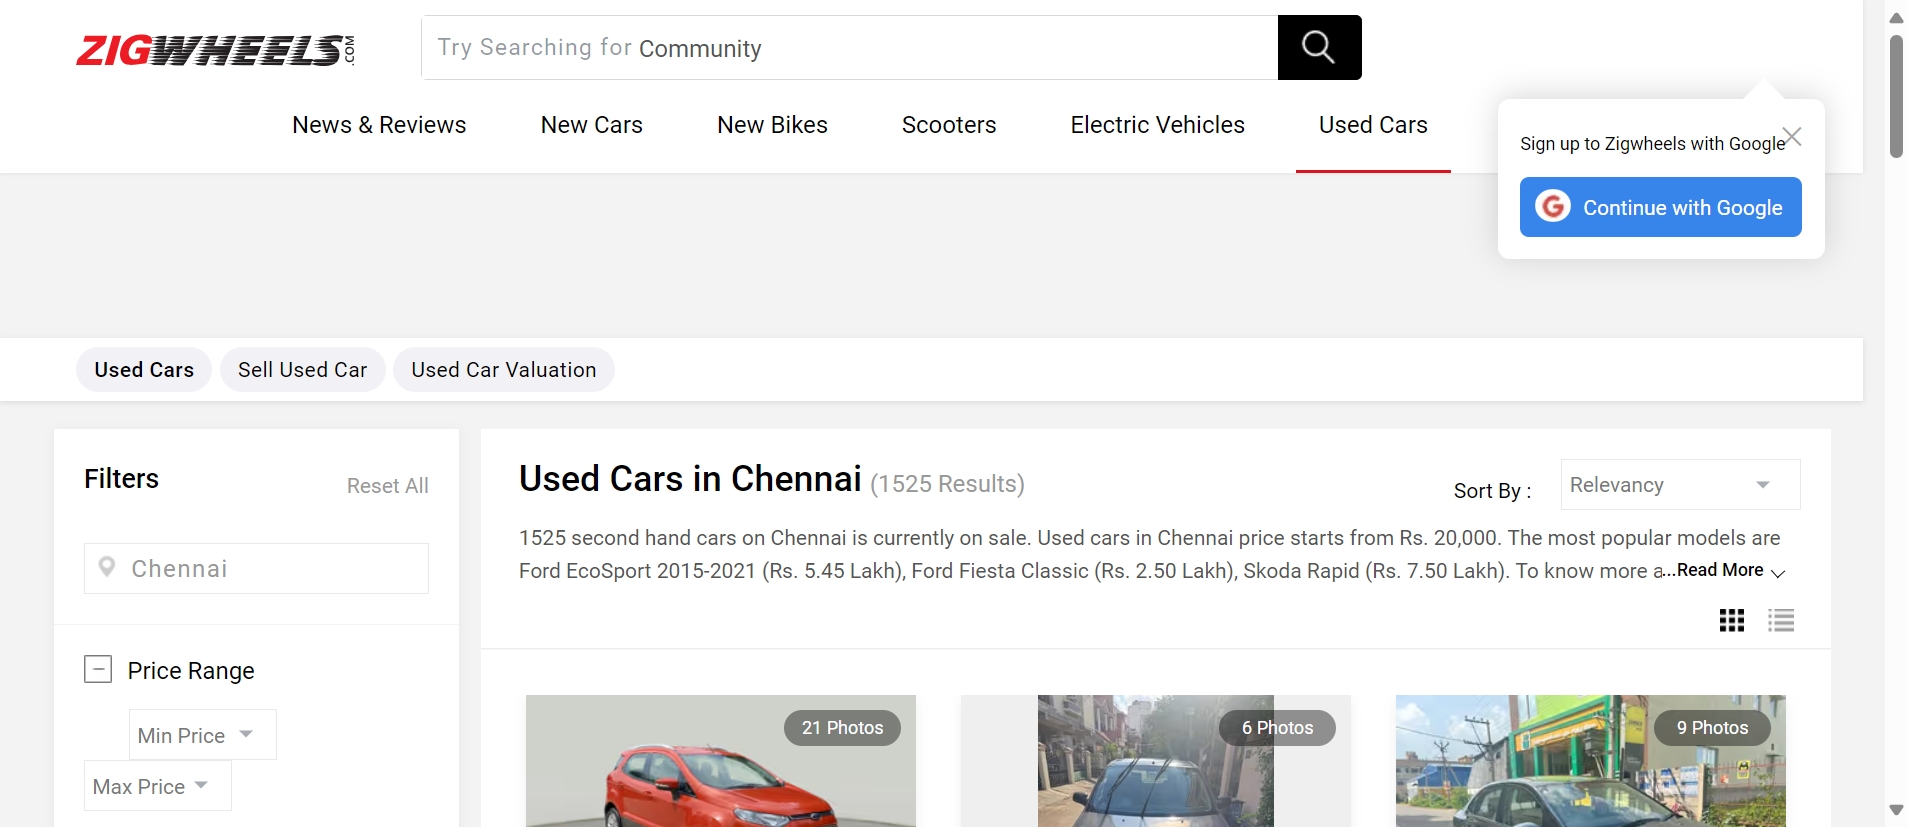 ZIGWHEELS.COM
Try Searching for Community
News & Reviews
New Cars
New Bikes
Scooters
Electric Vehicles
Used Cars
Sign up to Zigwheels with Google
Continue with Google
Used Cars
Sell Used Car
Used Car Valuation
Filters
Reset All
Chennai
Price Range
Min Price
Max Price
Used Cars in Chennai (1525 Results)
Sort By :
Relevancy
1525 second hand cars on Chennai is currently on sale. Used cars in Chennai price starts from Rs. 20,000. The most popular models are
Ford EcoSport 2015-2021 (Rs. 5.45 Lakh), Ford Fiesta Classic (Rs. 2.50 Lakh), Skoda Rapid (Rs. 7.50 Lakh). To know more a...Read More
21 Photos
6 Photos
9 Photos